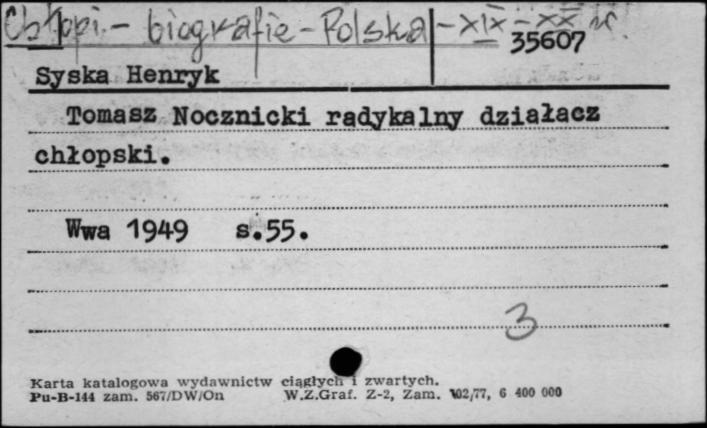 Chłopi - biografie - Polska - XIX - XX w.
35607
Syska Henryk
Tomasz Nocznicki radykalny działacz
chłopski.
Wwa 1949 s.55.
3
Karta katalogowa wydawnictw ciągłych i zwartych.
Pu-B-144 zam. 567/DW/On W.Z.Graf. Z-2, Zam. 102/77, 6 400 000